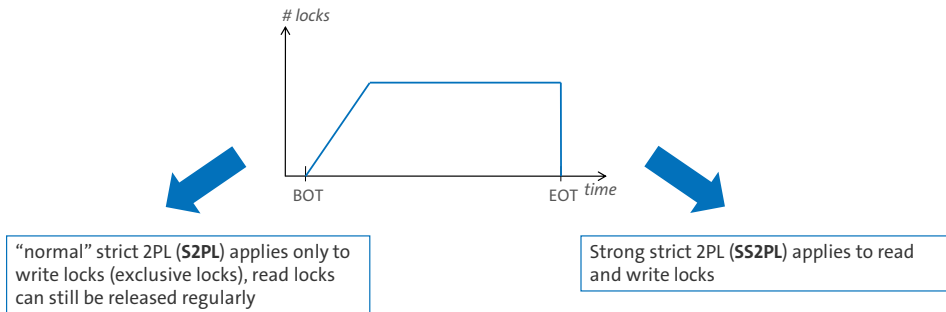 # locks
BOT
EOT
time
“normal” strict 2PL (S2PL) applies only to
write locks (exclusive locks), read locks
can still be released regularly
Strong strict 2PL (SS2PL) applies to read
and write locks